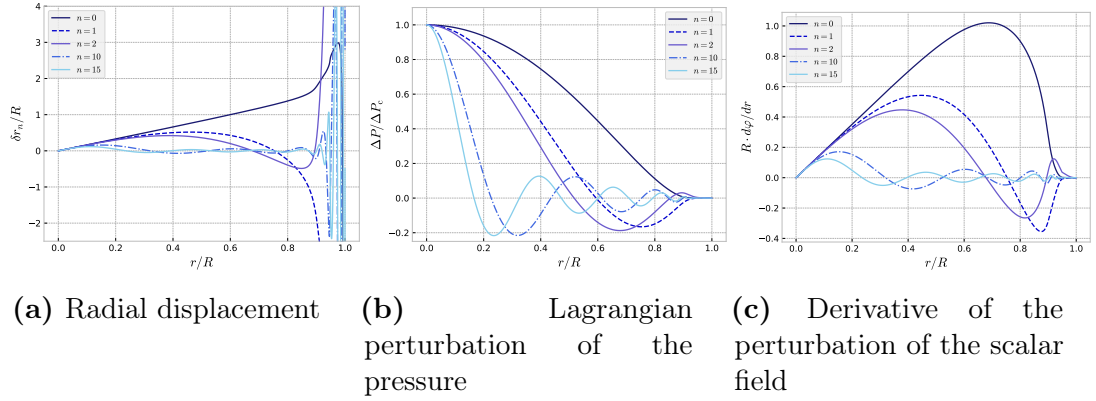 4
3
2
1
0
−1
−2
0.0 0.2 0.4 0.6 0.8 1.0
δr_n/R
r/R
n = 0
n = 1
n = 2
n = 10
n = 15
1.0
0.8
0.6
0.4
0.2
0.0
−0.2
0.0 0.2 0.4 0.6 0.8 1.0
ΔP/ΔP_c
r/R
n = 0
n = 1
n = 2
n = 10
n = 15
1.0
0.8
0.6
0.4
0.2
0.0
−0.2
−0.4
0.0 0.2 0.4 0.6 0.8 1.0
R · dφ/dr
r/R
n = 0
n = 1
n = 2
n = 10
n = 15
(a) Radial displacement
(b) Lagrangian
perturbation of the
pressure
(c) Derivative of the
perturbation of the scalar
field